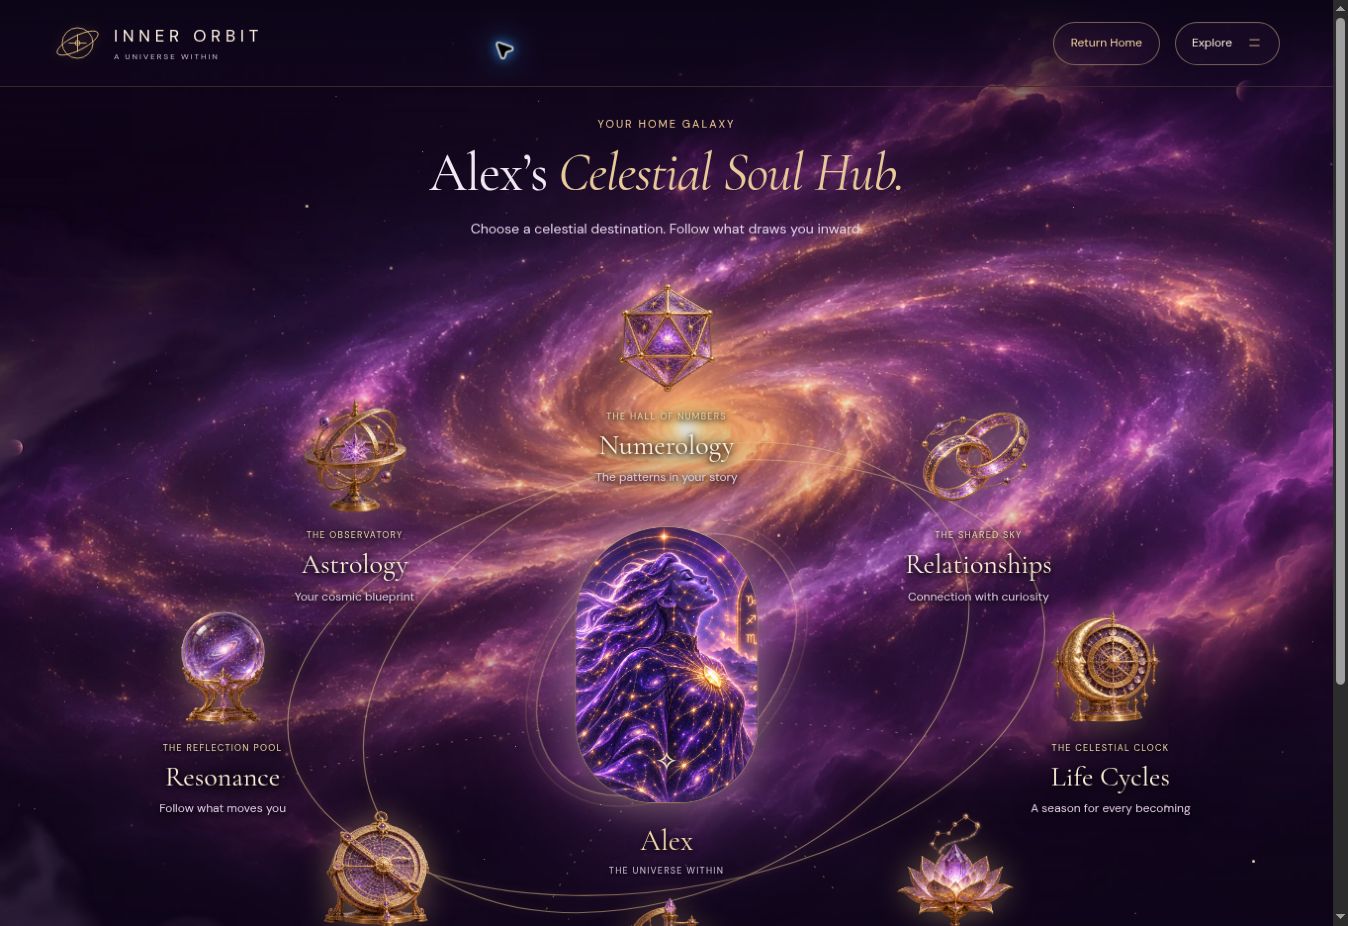 INNER ORBIT
A UNIVERSE WITHIN
Return Home
Explore
YOUR HOME GALAXY
Alex’s Celestial Soul Hub.
Choose a celestial destination. Follow what draws you inward.
THE HALL OF NUMBERS
Numerology
The patterns in your story
THE OBSERVATORY
Astrology
Your cosmic blueprint
THE SHARED SKY
Relationships
Connection with curiosity
♑
♐
♏
THE REFLECTION POOL
Resonance
Follow what moves you
THE CELESTIAL CLOCK
Life Cycles
A season for every becoming
Alex
THE UNIVERSE WITHIN